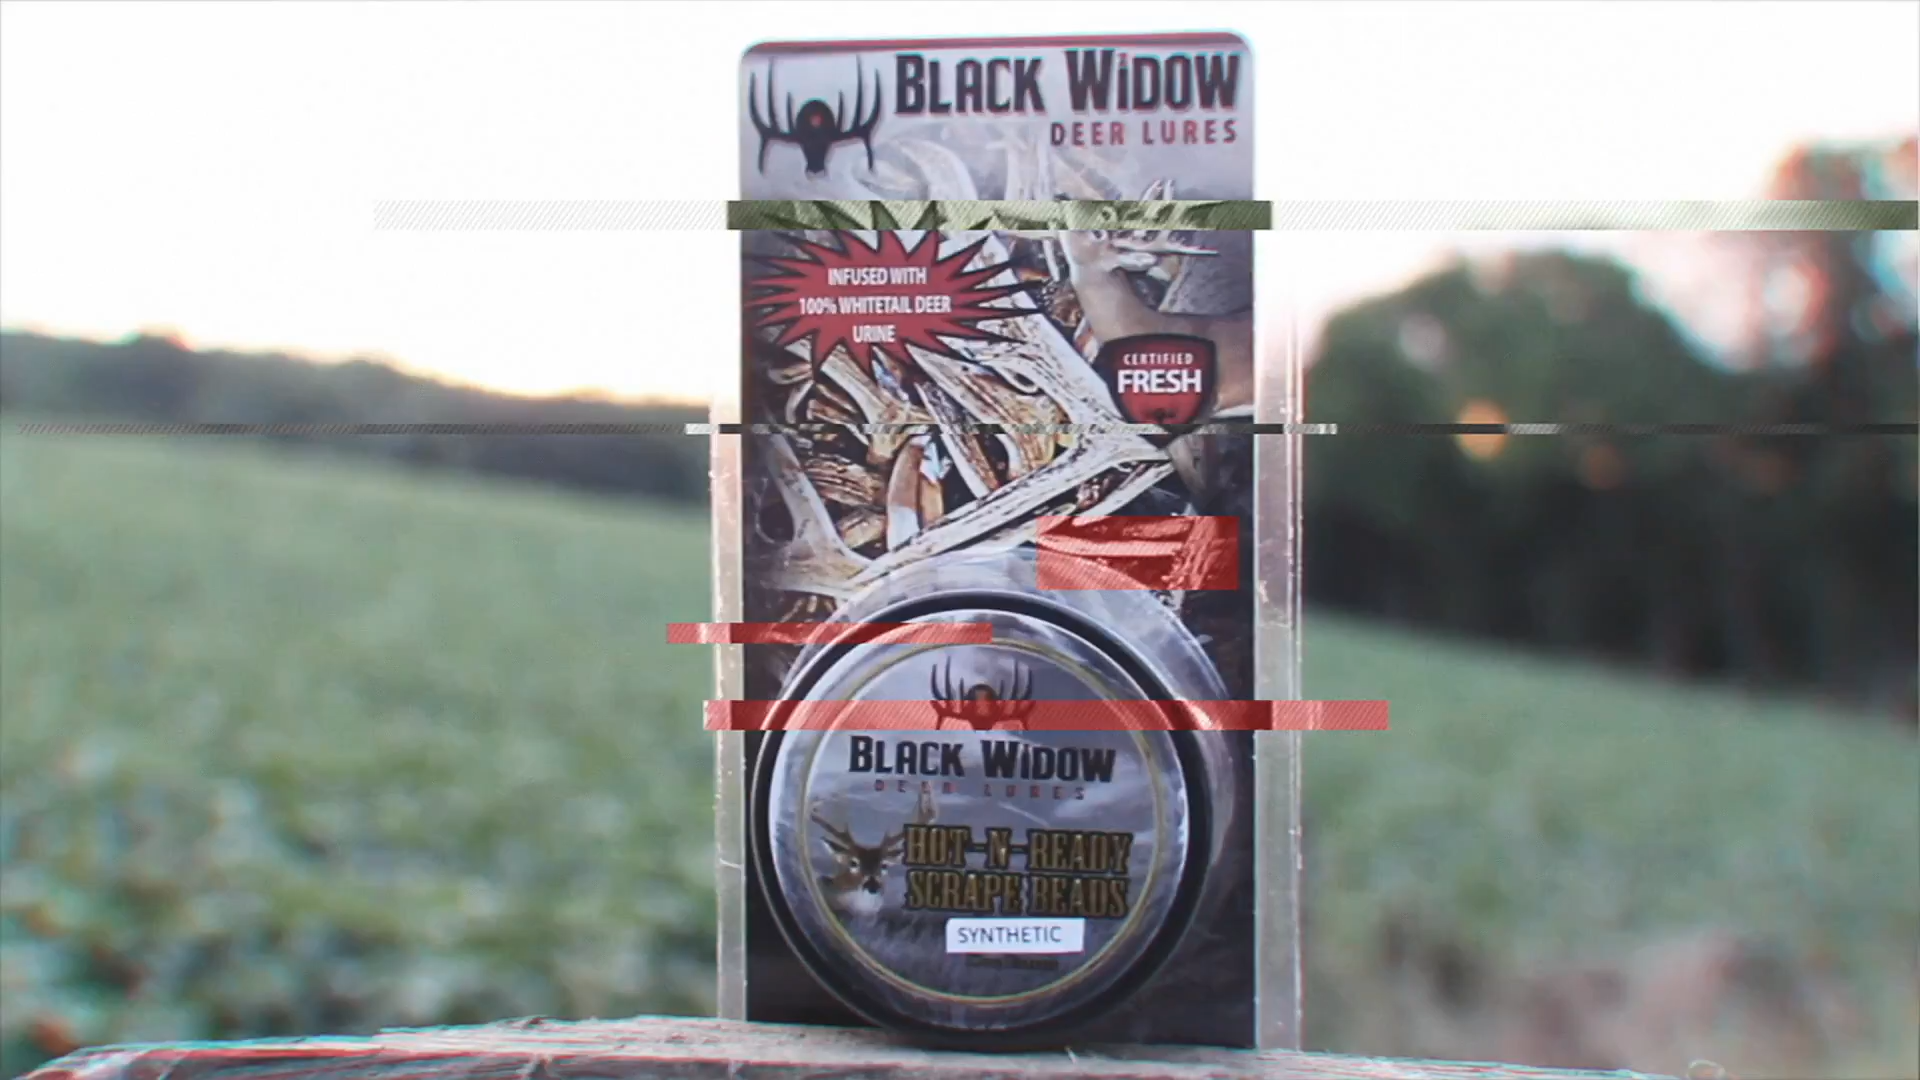 BLACK WiDOW
DEER LURES
INFUSED WITH
100% WHITETAIL DEER
URINE
CERTIFIED
FRESH
BLACK WiDOW
DEER LURES
HOT-N-READY
SCRAPE BEADS
SYNTHETIC